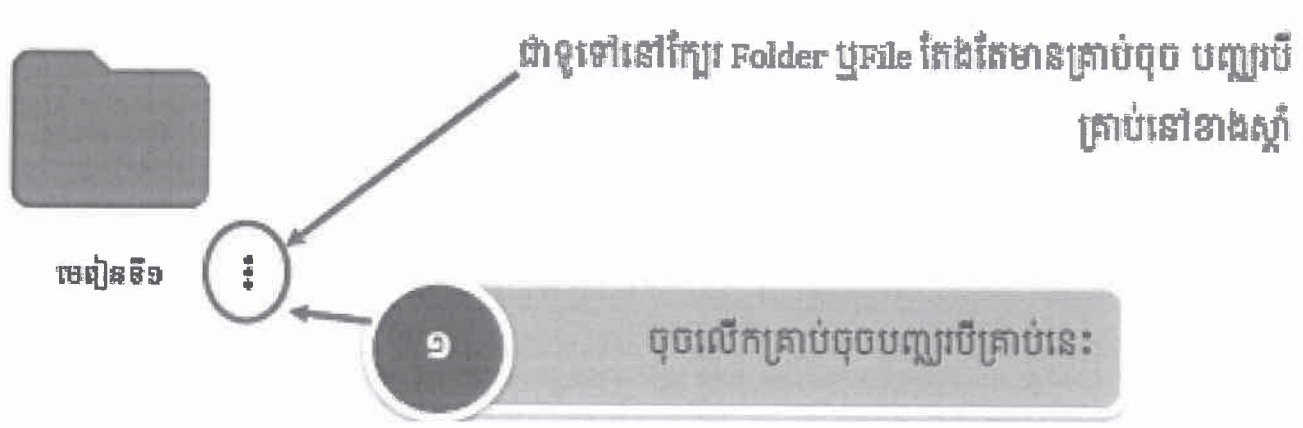 ជាទូទៅនៅក្បែរ Folder ឬFile តែងតែមានគ្រាប់ចុច បញ្ឈរបី
គ្រាប់នៅខាងស្តាំ
មេរៀនទី១
១
ចុចលើកគ្រាប់ចុចបញ្ឈរបីគ្រាប់នេះ